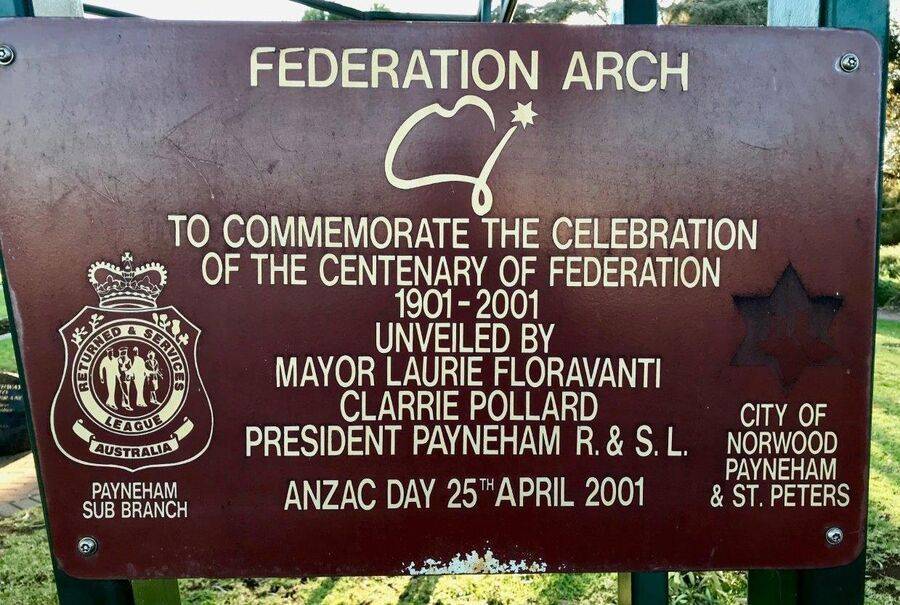 FEDERATION ARCH
TO COMMEMORATE THE CELEBRATION
OF THE CENTENARY OF FEDERATION
1901-2001
UNVEILED BY
MAYOR LAURIE FLORAVANTI
CLARRIE POLLARD
PRESIDENT PAYNEHAM R. & S. L.
ANZAC DAY 25TH APRIL 2001
RETURNED & SERVICES
LEAGUE
AUSTRALIA
PAYNEHAM
SUB BRANCH
CITY OF
NORWOOD
PAYNEHAM
& ST. PETERS